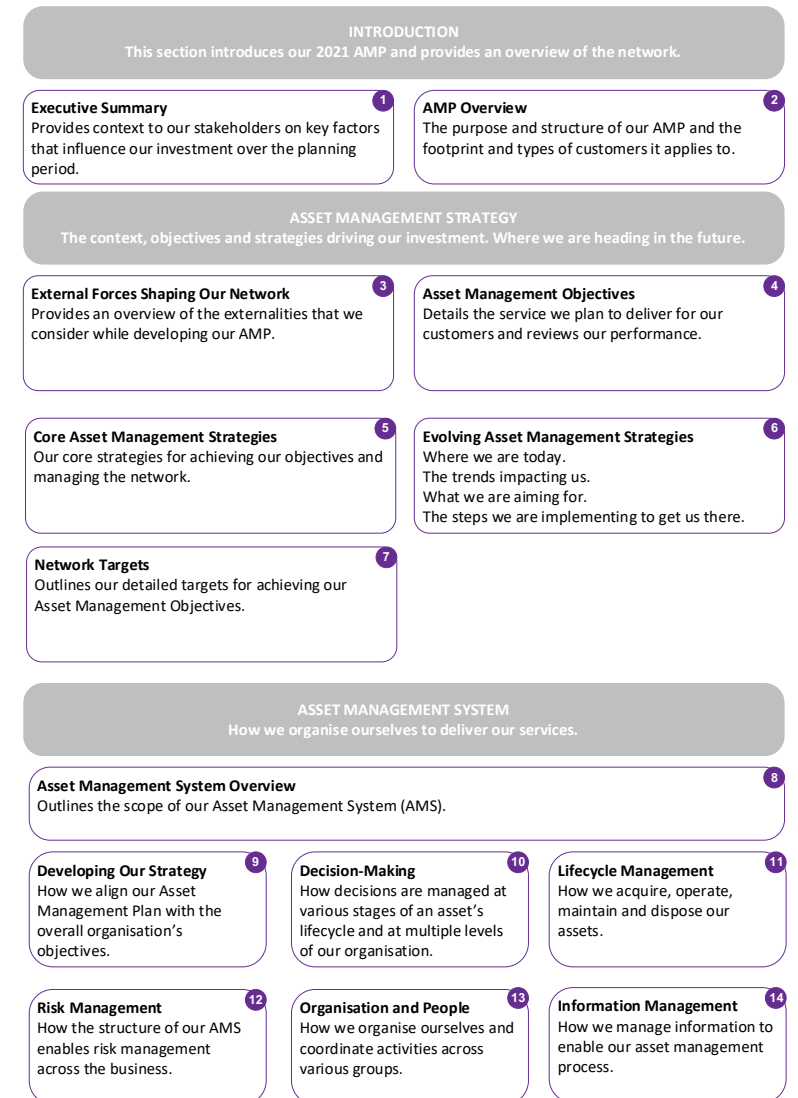 INTRODUCTION
This section introduces our 2021 AMP and provides an overview of the network.
1
Executive Summary
Provides context to our stakeholders on key factors
that influence our investment over the planning
period.
2
AMP Overview
The purpose and structure of our AMP and the
footprint and types of customers it applies to.
ASSET MANAGEMENT STRATEGY
The context, objectives and strategies driving our investment. Where we are heading in the future.
3
External Forces Shaping Our Network
Provides an overview of the externalities that we
consider while developing our AMP.
4
Asset Management Objectives
Details the service we plan to deliver for our
customers and reviews our performance.
5
Core Asset Management Strategies
Our core strategies for achieving our objectives and
managing the network.
6
Evolving Asset Management Strategies
Where we are today.
The trends impacting us.
What we are aiming for.
The steps we are implementing to get us there.
7
Network Targets
Outlines our detailed targets for achieving our
Asset Management Objectives.
ASSET MANAGEMENT SYSTEM
How we organise ourselves to deliver our services.
8
Asset Management System Overview
Outlines the scope of our Asset Management System (AMS).
9
Developing Our Strategy
How we align our Asset
Management Plan with the
overall organisation's
objectives.
10
Decision-Making
How decisions are managed at
various stages of an asset's
lifecycle and at multiple levels
of our organisation.
11
Lifecycle Management
How we acquire, operate,
maintain and dispose our
assets.
12
Risk Management
How the structure of our AMS
enables risk management
across the business.
13
Organisation and People
How we organise ourselves and
coordinate activities across
various groups.
14
Information Management
How we manage information to
enable our asset management
process.